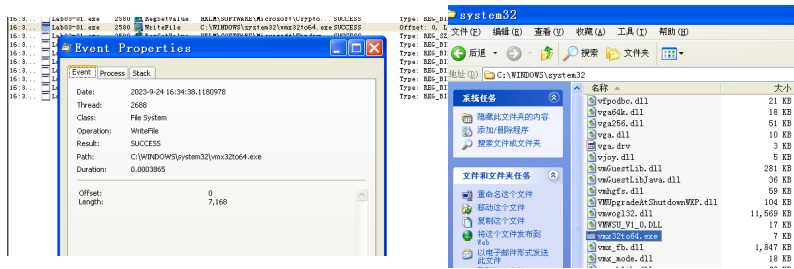 16:3... Lab03-01.exe 2580 RegSetValue HKLM\SOFTWARE\Microsoft\Crypto... SUCCESS Type: REG_BI
16:3... Lab03-01.exe 2580 WriteFile C:\WINDOWS\system32\vmx32to64.exe SUCCESS Offset: 0, L
Event Properties
Event Process Stack
Date: 2023-9-24 16:34:38.1180978
Thread: 2688
Class: File System
Operation: WriteFile
Result: SUCCESS
Path: C:\WINDOWS\system32\vmx32to64.exe
Duration: 0.0003865
Offset: 0
Length: 7,168
system32
文件(F) 编辑(E) 查看(V) 收藏(A) 工具(T) 帮助(H)
后退 搜索 文件夹
地址(D) C:\WINDOWS\system32
系统任务
隐藏此文件夹的内容
添加/删除程序
搜索文件或文件夹
文件和文件夹任务
重命名这个文件
移动这个文件
复制这个文件
将这个文件发布到
Web
以电子邮件形式发送
此文件
名称 大小
vfpodbc.dll 21 KB
vga64k.dll 18 KB
vga256.dll 51 KB
vga.dll 10 KB
vga.drv 3 KB
vjoy.dll 5 KB
vmGuestLib.dll 281 KB
vmGuestLibJava.dll 36 KB
vmhgfs.dll 59 KB
VMUpgradeAtShutdownWXP.dll 104 KB
vmwogl32.dll 11,569 KB
VMWSU_V1_0.DLL 17 KB
vmx32to64.exe 7 KB
vmx_fb.dll 1,847 KB
vmx_mode.dll 18 KB